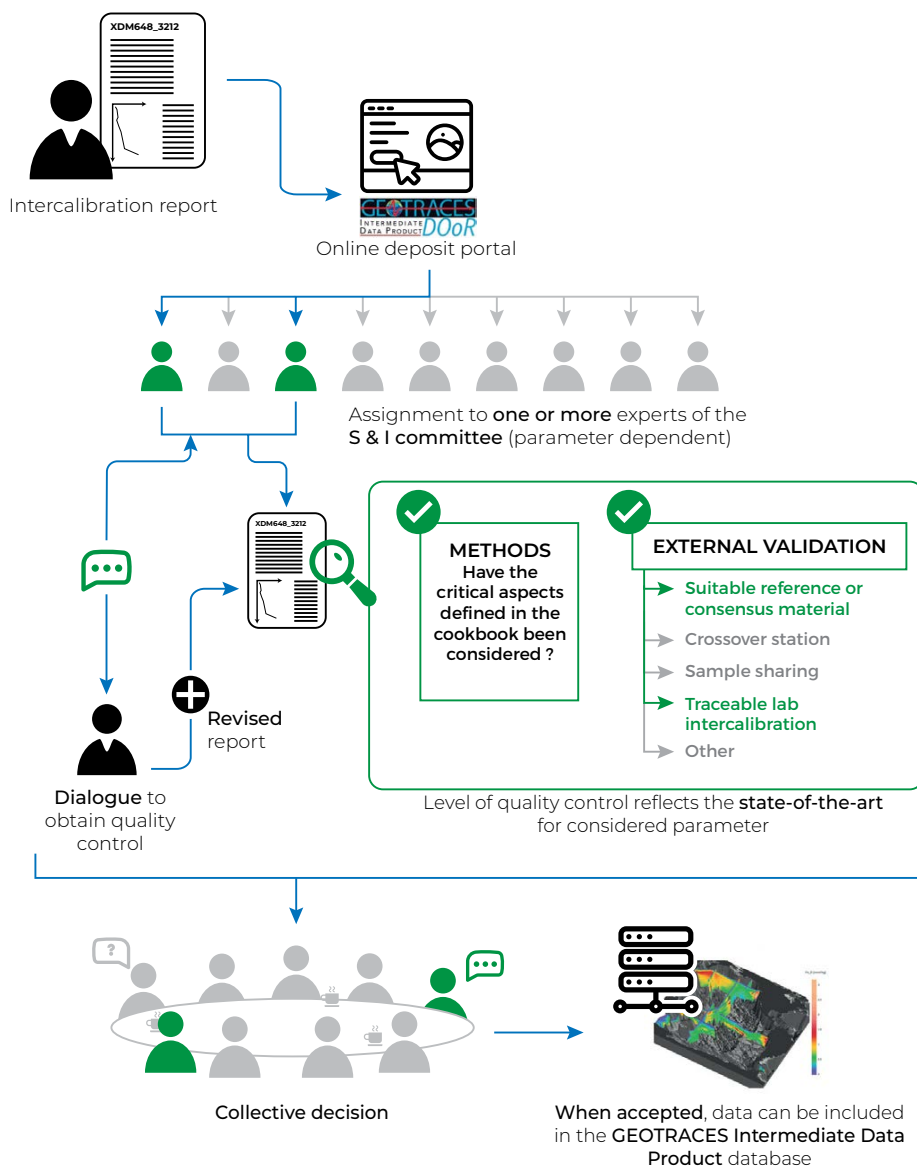 XDM648_3212
Intercalibration report
GEOTRACES
INTERMEDIATE
DATA PRODUCT
DOoR
Online deposit portal
Assignment to one or more experts of the
S & I committee (parameter dependent)
XDM648_3212
METHODS
Have the
critical aspects
defined in the
cookbook been
considered ?
EXTERNAL VALIDATION
Suitable reference or
consensus material
Crossover station
Sample sharing
Traceable lab
intercalibration
Other
Revised
report
Dialogue to
obtain quality
control
Level of quality control reflects the state-of-the-art
for considered parameter
?
Collective decision
When accepted, data can be included
in the GEOTRACES Intermediate Data
Product database